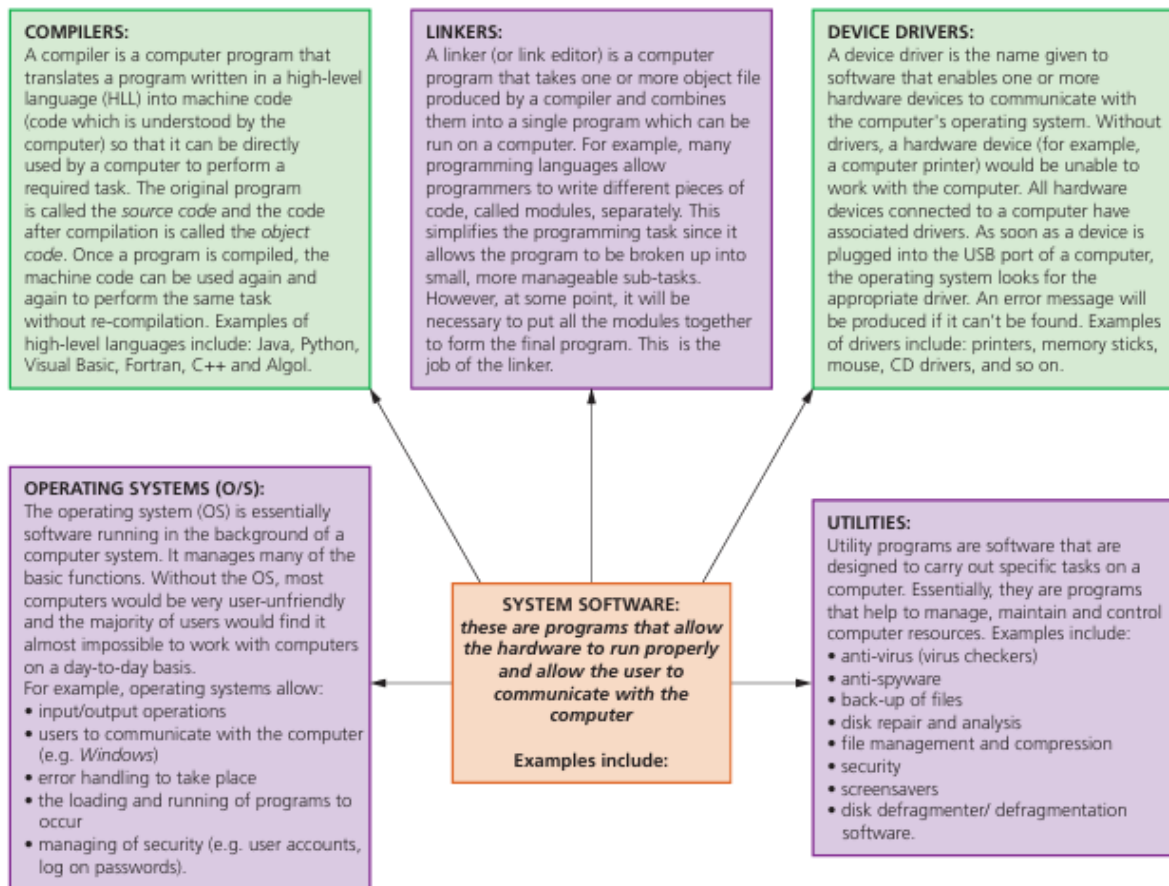 COMPILERS:
A compiler is a computer program that
translates a program written in a high-level
language (HLL) into machine code
(code which is understood by the
computer) so that it can be directly
used by a computer to perform a
required task. The original program
is called the source code and the code
after compilation is called the object
code. Once a program is compiled, the
machine code can be used again and
again to perform the same task
without re-compilation. Examples of
high-level languages include: Java, Python,
Visual Basic, Fortran, C++ and Algol.
LINKERS:
A linker (or link editor) is a computer
program that takes one or more object file
produced by a compiler and combines
them into a single program which can be
run on a computer. For example, many
programming languages allow
programmers to write different pieces of
code, called modules, separately. This
simplifies the programming task since it
allows the program to be broken up into
small, more manageable sub-tasks.
However, at some point, it will be
necessary to put all the modules together
to form the final program. This is the
job of the linker.
DEVICE DRIVERS:
A device driver is the name given to
software that enables one or more
hardware devices to communicate with
the computer's operating system. Without
drivers, a hardware device (for example,
a computer printer) would be unable to
work with the computer. All hardware
devices connected to a computer have
associated drivers. As soon as a device is
plugged into the USB port of a computer,
the operating system looks for the
appropriate driver. An error message will
be produced if it can't be found. Examples
of drivers include: printers, memory sticks,
mouse, CD drivers, and so on.
OPERATING SYSTEMS (O/S):
The operating system (OS) is essentially
software running in the background of a
computer system. It manages many of the
basic functions. Without the OS, most
computers would be very user-unfriendly
and the majority of users would find it
almost impossible to work with computers
on a day-to-day basis.
For example, operating systems allow:
• input/output operations
• users to communicate with the computer
(e.g. Windows)
• error handling to take place
• the loading and running of programs to
occur
• managing of security (e.g. user accounts,
log on passwords).
SYSTEM SOFTWARE:
these are programs that allow
the hardware to run properly
and allow the user to
communicate with the
computer
Examples include:
UTILITIES:
Utility programs are software that are
designed to carry out specific tasks on a
computer. Essentially, they are programs
that help to manage, maintain and control
computer resources. Examples include:
• anti-virus (virus checkers)
• anti-spyware
• back-up of files
• disk repair and analysis
• file management and compression
• security
• screensavers
• disk defragmenter/ defragmentation
software.